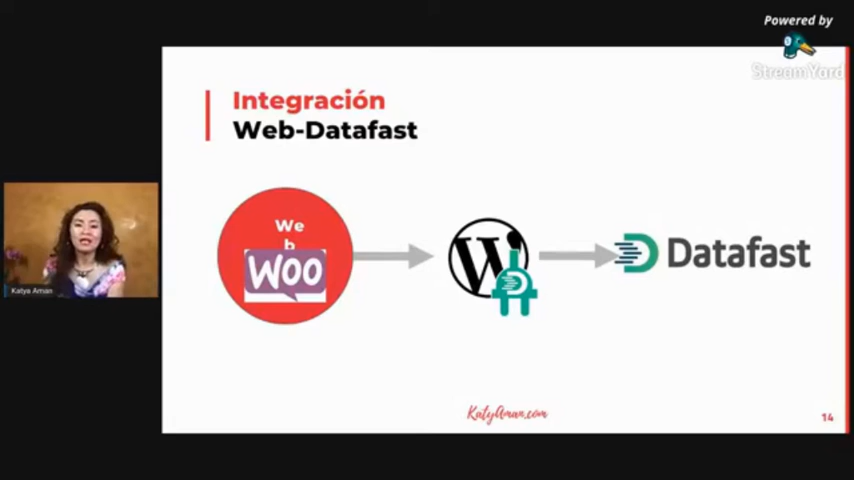 Powered by
StreamYard
Integración
Web-Datafast
We
b
WOO
W
D
Datafast
Katya Aman
KatyAman.com
14